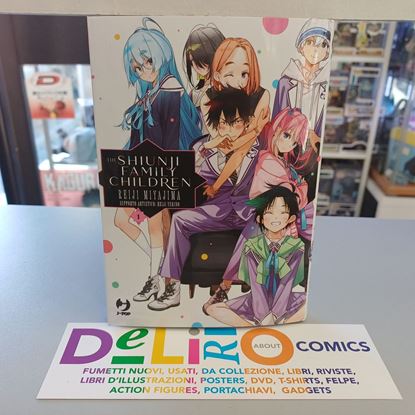 THE
SHIUNJI
FAMILY
CHILDREN
REIJI MIYAJIMA
1
J-POP
DeLiRiO ABOUT COMICS
FUMETTI NUOVI, USATI, DA COLLEZIONE, LIBRI, RIVISTE,
LIBRI D'ILLUSTRAZIONI, POSTERS, DVD, T-SHIRTS, FELPE,
ACTION FIGURES, PORTACHIAVI, GADGETS